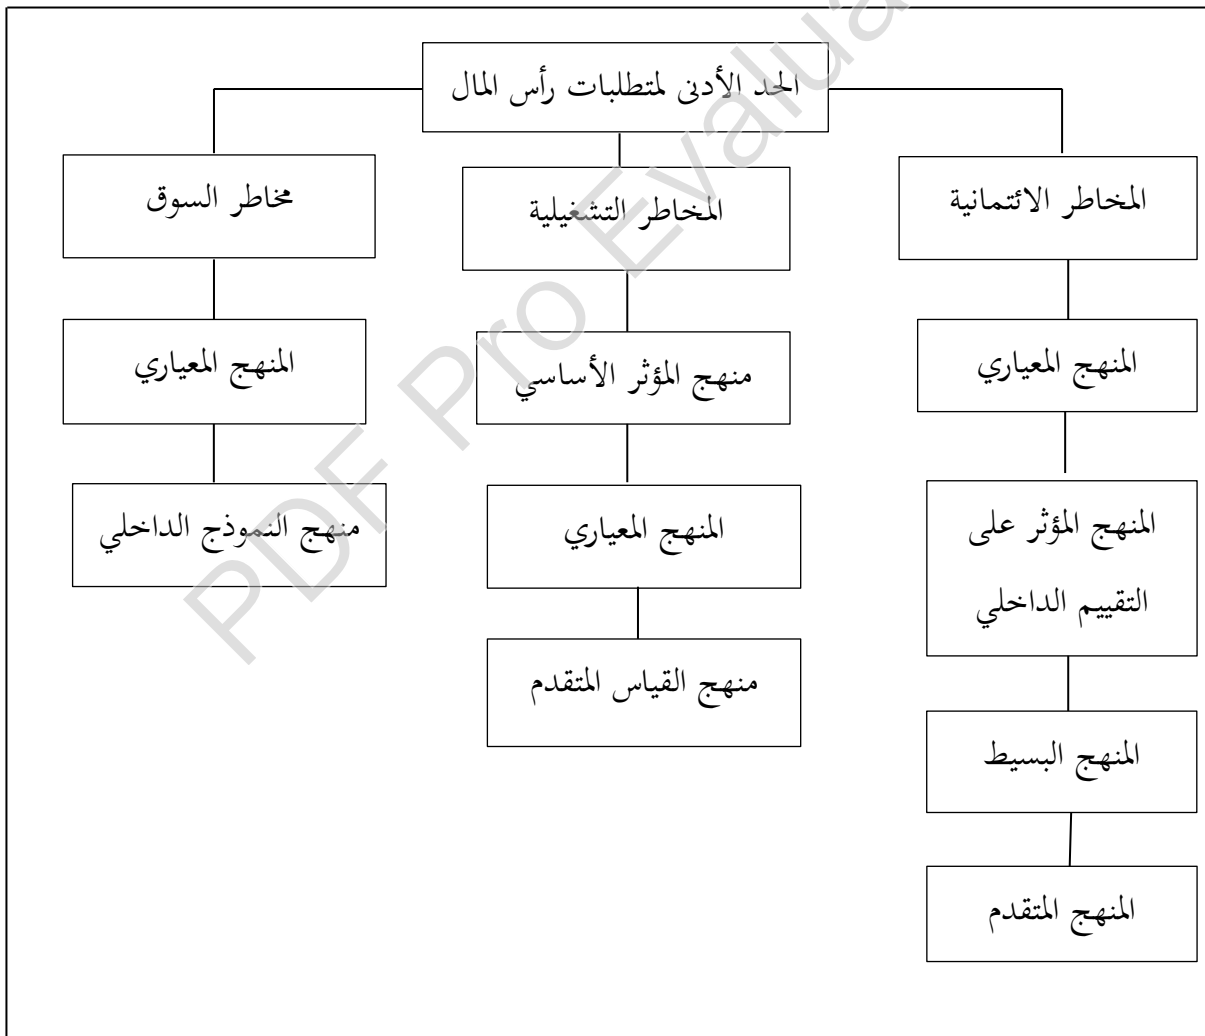 الحد الأدنى لمتطلبات رأس المال
المخاطر الائتمانية
المخاطر التشغيلية
مخاطر السوق
المنهج المعياري
منهج المؤثر الأساسي
المنهج المعياري
المنهج المؤثر على
التقييم الداخلي
المنهج المعياري
منهج النموذج الداخلي
المنهج البسيط
منهج القياس المتقدم
المنهج المتقدم
PDF Pro Evalua